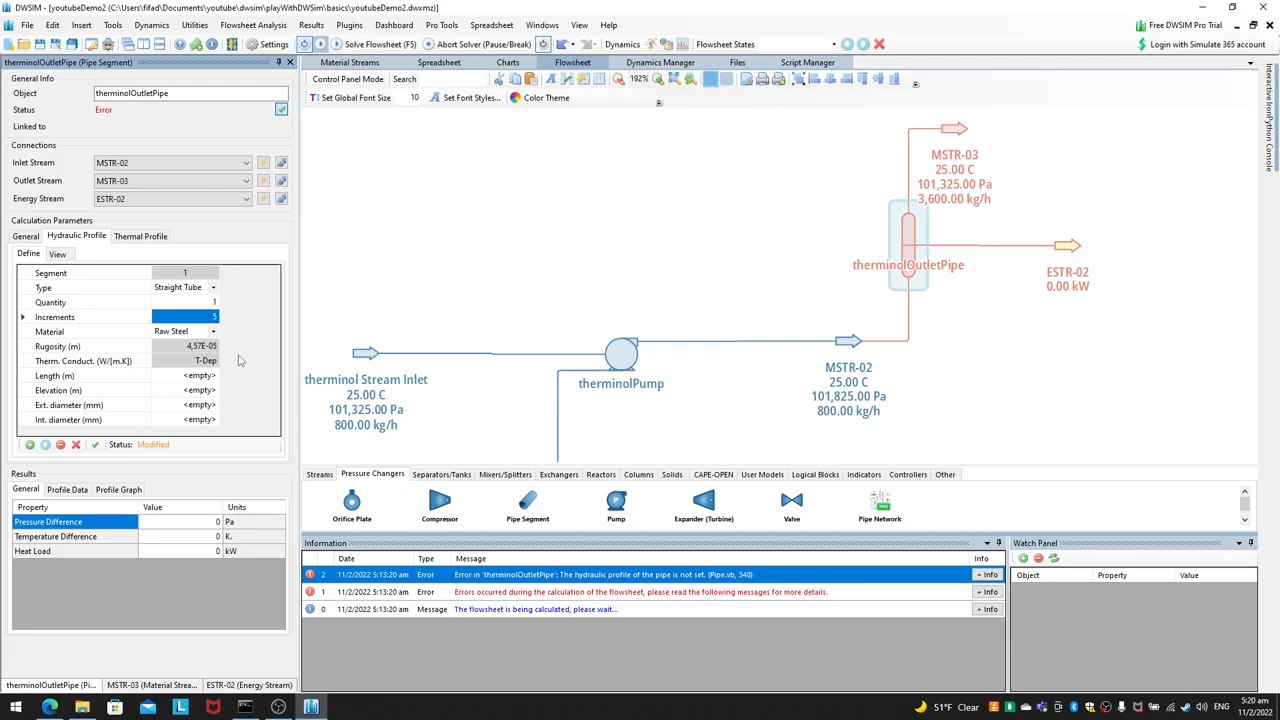 DWSIM - [youtubeDemo2 (C:\Users\fifad\Documents\youtube\dwsim\playWithDWSim\basics\youtubeDemo2.dwxmz)]
File Edit Tools Dynamics Utilities Flowsheet Analysis Results Plugins Dashboard Pro Tools Spreadsheet Windows View Help Free DWSIM Pro Trial
Settings Solve Flowsheet (F5) Abort Solver (Pause/Break) Dynamics Flowsheet States Login with Simulate 365 account
therminolOutletPipe (Pipe Segment)
General Info
Object therminolOutletPipe
Status Error
Linked to
Connections
Inlet Stream MSTR-02
Outlet Stream MSTR-03
Energy Stream ESTR-02
Calculation Parameters
General Hydraulic Profile Thermal Profile
Define View
Segment 1
Type Straight Tube
Quantity 1
Increments 5
Material Raw Steel
Rugosity (m) 4,57E-05
Therm. Conduct. (W/[m.K]) T-Dep
Length (m) <empty>
Elevation (m) <empty>
Ext. diameter (mm) <empty>
Int. diameter (mm) <empty>
Status: Modified
Results
General Profile Data Profile Graph
Property Value Units
Pressure Difference 0 Pa
Temperature Difference 0 K.
Heat Load 0 kW
therminolOutletPipe (Pi... MSTR-03 (Material Strea... ESTR-02 (Energy Stream)
Material Streams Spreadsheet Charts Flowsheet Dynamics Manager Files Script Manager
Control Panel Mode Search 192%
Set Global Font Size 10 Set Font Styles... Color Theme
MSTR-03
25.00 C
101,325.00 Pa
3,600.00 kg/h
therminolOutletPipe
ESTR-02
0.00 kW
therminol Stream Inlet
25.00 C
101,325.00 Pa
800.00 kg/h
therminolPump
MSTR-02
25.00 C
101,825.00 Pa
800.00 kg/h
Streams Pressure Changers Separators/Tanks Mixers/Splitters Exchangers Reactors Columns Solids CAPE-OPEN User Models Logical Blocks Indicators Controllers Other
Orifice Plate Compressor Pipe Segment Pump Expander (Turbine) Valve Pipe Network
PRO
Information
Date Type Message Info
2 11/2/2022 5:13:20 am Error Error in 'therminolOutletPipe': The hydraulic profile of the pipe is not set. (Pipe.vb, 348) + Info
1 11/2/2022 5:13:20 am Error Errors occurred during the calculation of the flowsheet, please read the following messages for more details. + Info
0 11/2/2022 5:13:20 am Message The flowsheet is being calculated, please wait... + Info
Watch Panel
Object Property Value
Interactive IronPython Console
51°F Clear ENG 5:20 am
11/2/2022